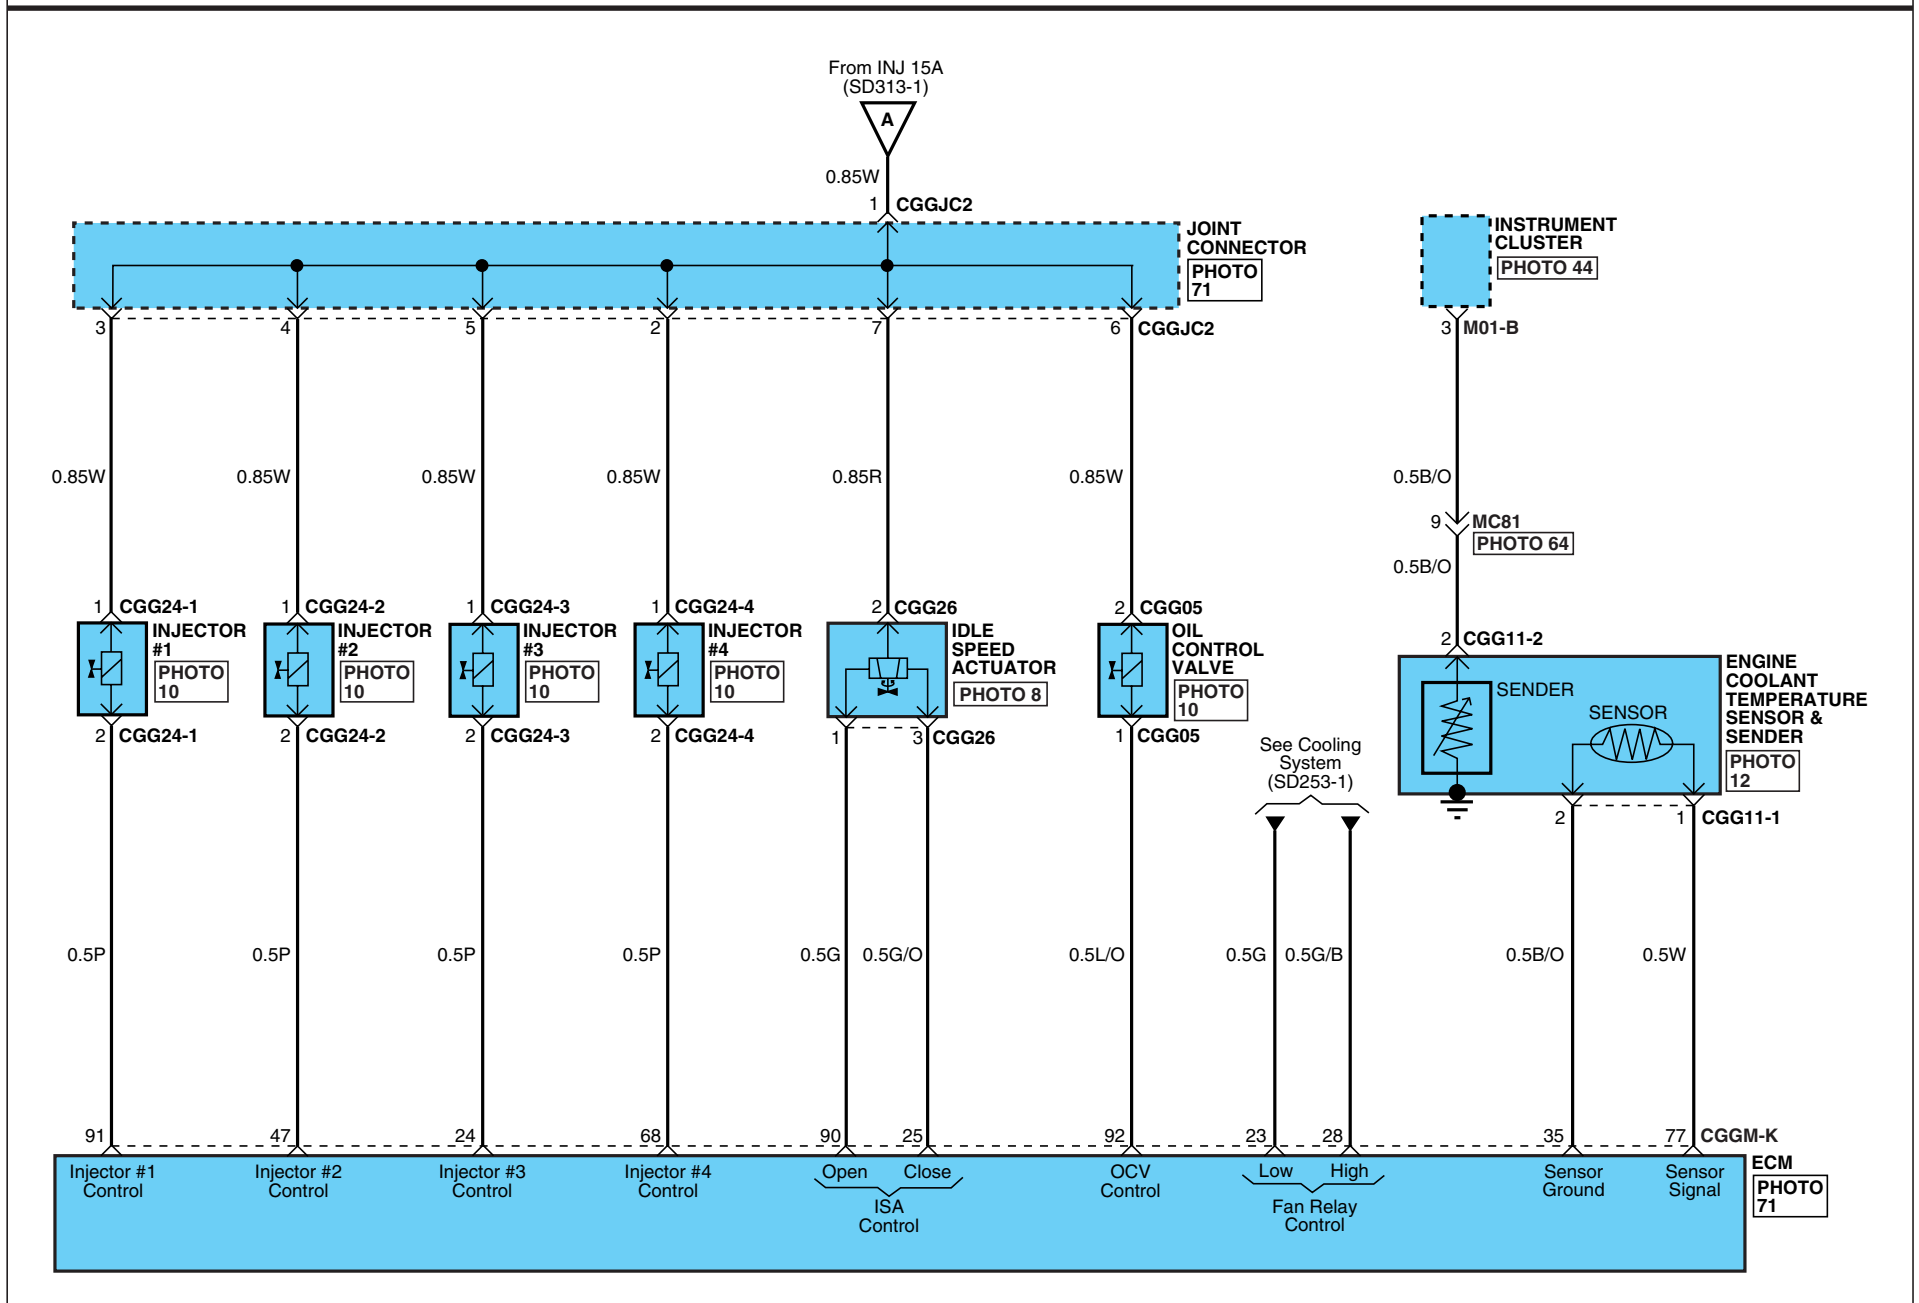 From INJ 15A
(SD313-1)
A
0.85W
1 CGGJC2
JOINT
CONNECTOR
PHOTO
71
INSTRUMENT
CLUSTER
PHOTO 44
3 4 5 2 7 6 CGGJC2
3 M01-B
0.85W 0.85W 0.85W 0.85W 0.85R 0.85W 0.5B/O
9 MC81
PHOTO 64
0.5B/O
1 CGG24-1 1 CGG24-2 1 CGG24-3 1 CGG24-4 2 CGG26 2 CGG05
INJECTOR
#1
PHOTO
10
INJECTOR
#2
PHOTO
10
INJECTOR
#3
PHOTO
10
INJECTOR
#4
PHOTO
10
IDLE
SPEED
ACTUATOR
PHOTO 8
OIL
CONTROL
VALVE
PHOTO
10
2 CGG11-2
SENDER
SENSOR
ENGINE
COOLANT
TEMPERATURE
SENSOR &
SENDER
PHOTO
12
2 CGG24-1 2 CGG24-2 2 CGG24-3 2 CGG24-4 1 3 CGG26 1 CGG05
See Cooling
System
(SD253-1)
2 1 CGG11-1
0.5P 0.5P 0.5P 0.5P 0.5G 0.5G/O 0.5L/O 0.5G 0.5G/B 0.5B/O 0.5W
91 47 24 68 90 25 92 23 28 35 77 CGGM-K
Injector #1
Control
Injector #2
Control
Injector #3
Control
Injector #4
Control
Open Close
ISA
Control
OCV
Control
Low High
Fan Relay
Control
Sensor
Ground
Sensor
Signal
ECM
PHOTO
71